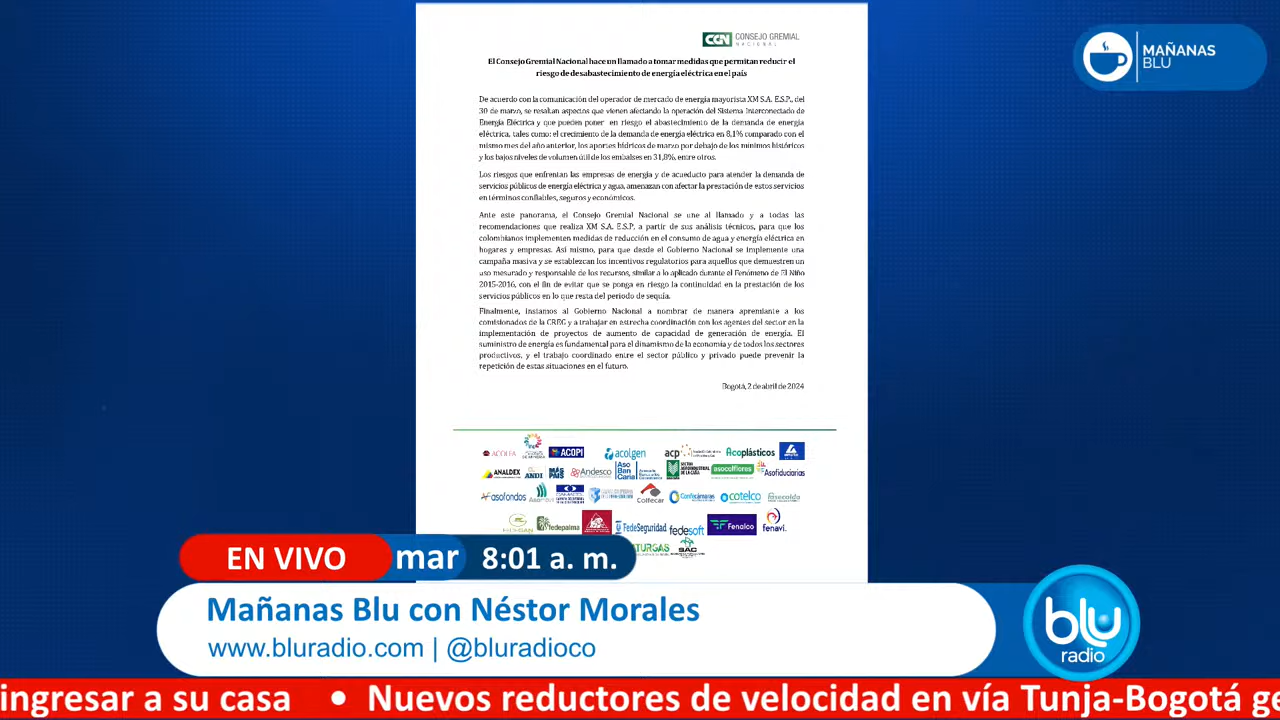 CGN CONSEJO GREMIAL
NACIONAL
MAÑANAS
BLU
El Consejo Gremial Nacional hace un llamado a tomar medidas que permitan reducir el
riesgo de desabastecimiento de energía eléctrica en el país
De acuerdo con la comunicación del operador de mercado de energía mayorista XM S.A. E.S.P., del
30 de marzo, se resaltan aspectos que vienen afectando la operación del Sistema Interconectado de
Energía Eléctrica y que pueden poner en riesgo el abastecimiento de la demanda de energía
eléctrica, tales como: el crecimiento de la demanda de energía eléctrica en 8,1% comparado con el
mismo mes del año anterior, los aportes hídricos de marzo por debajo de los mínimos históricos
y los bajos niveles de volumen útil de los embalses en 31,8%, entre otros.
Los riesgos que enfrentan las empresas de energía y de acueducto para atender la demanda de
servicios públicos de energía eléctrica y agua, amenazan con afectar la prestación de estos servicios
en términos confiables, seguros y económicos.
Ante este panorama, el Consejo Gremial Nacional se une al llamado y a todas las
recomendaciones que realiza XM S.A. E.S.P, a partir de sus análisis técnicos, para que los
colombianos implementen medidas de reducción en el consumo de agua y energía eléctrica en
hogares y empresas. Así mismo, para que desde el Gobierno Nacional se implemente una
campaña masiva y se establezcan los incentivos regulatorios para aquellos que demuestren un
uso mesurado y responsable de los recursos, similar a lo aplicado durante el Fenómeno de El Niño
2015-2016, con el fin de evitar que se ponga en riesgo la continuidad en la prestación de los
servicios públicos en lo que resta del periodo de sequía.
Finalmente, instamos al Gobierno Nacional a nombrar de manera apremiante a los
comisionados de la CREG y a trabajar en estrecha coordinación con los agentes del sector en la
implementación de proyectos de aumento de capacidad de generación de energía. El
suministro de energía es fundamental para el dinamismo de la economía y de todos los sectores
productivos, y el trabajo coordinado entre el sector público y privado puede prevenir la
repetición de estas situaciones en el futuro.
Bogotá, 2 de abril de 2024
ACOLFA ACOPI acolgen acp Acoplásticos
ANALDEX ANDI MÁS PAÍS Andesco Aso Ban Caria asocolflores Asofiduciarias
asofondos Camacol Colfecar Confecámaras cotelco fasecolda
fedepalma FedeSeguridad fedesoft Fenalco fenavi
TURGAS SAC
EN VIVO mar 8:01 a. m.
Mañanas Blu con Néstor Morales
www.bluradio.com | @bluradioco
blu
radio
ingresar a su casa • Nuevos reductores de velocidad en vía Tunja-Bogotá ge